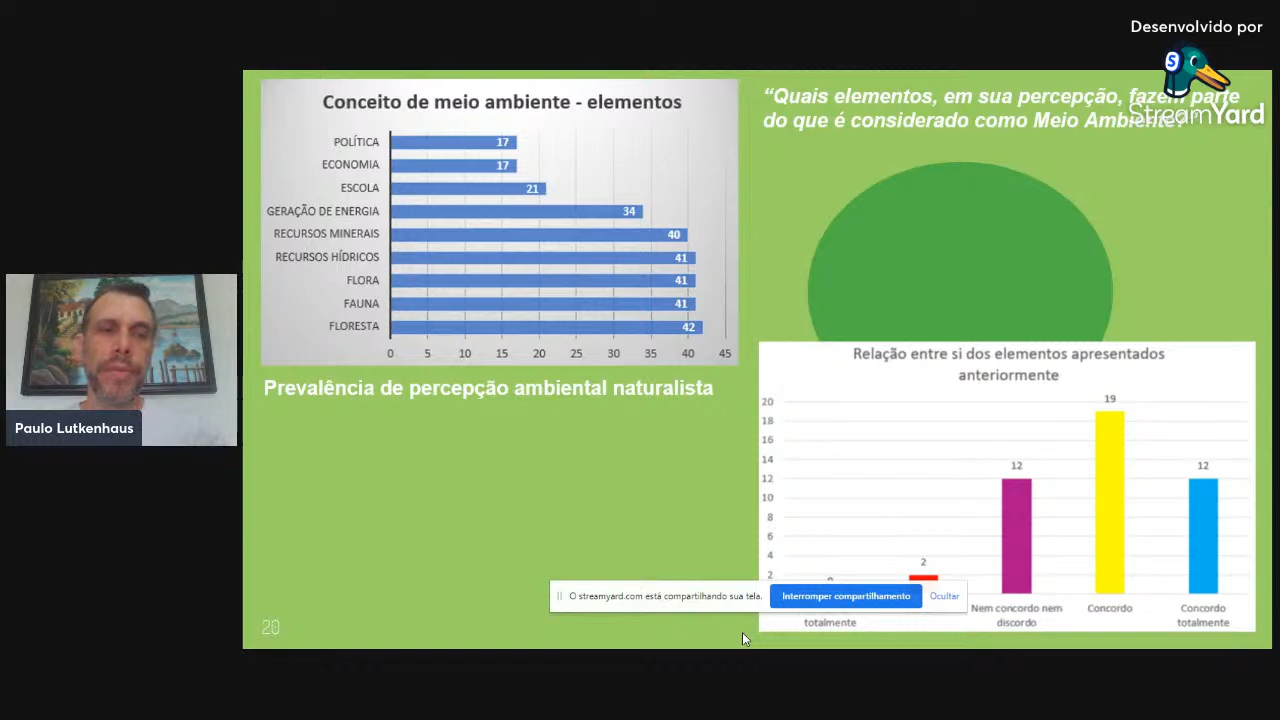 Desenvolvido por
StreamYard
Conceito de meio ambiente - elementos
POLÍTICA 17
ECONOMIA 17
ESCOLA 21
GERAÇÃO DE ENERGIA 34
RECURSOS MINERAIS 40
RECURSOS HÍDRICOS 41
FLORA 41
FAUNA 41
FLORESTA 42
0 5 10 15 20 25 30 35 40 45
Prevalência de percepção ambiental naturalista
20
“Quais elementos, em sua percepção, fazem parte
do que é considerado como Meio Ambiente?
Relação entre si dos elementos apresentados
anteriormente
20
18
16
14
12
10
8
6
4
2
2
12
19
12
totalmente
Nem concordo nem
discordo
Concordo
Concordo
totalmente
O streamyard.com está compartilhando sua tela.
Interromper compartilhamento
Ocultar
Paulo Lutkenhaus